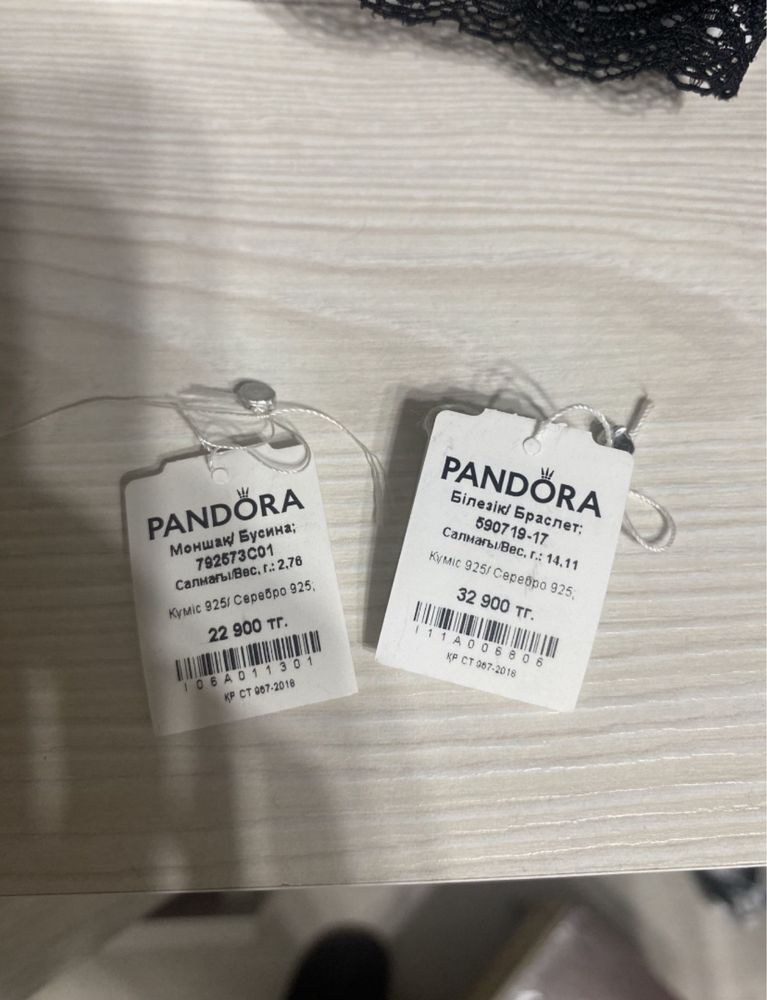 PANDORA
Моншақ/ Бусина;
792573C01
Салмағы/Вес, г.: 2,76
Күміс 925/ Серебро 925;
22 900 тг.
I06A011301
ҚР СТ 967-2018
PANDORA
Білезік/ Браслет;
590719-17
Салмағы/Вес, г.: 14,11
Күміс 925/ Серебро 925;
32 900 тг.
I11A006806
ҚР СТ 967-2018